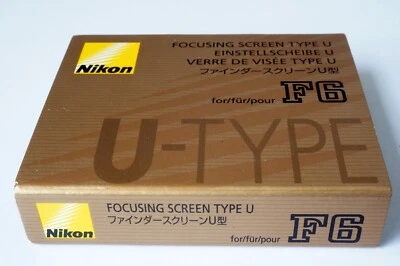 Nikon
FOCUSING SCREEN TYPE U
EINSTELLSCHEIBE U
VERRE DE VISÉE TYPE U
ファインダースクリーンU型
for/für/pour F6
U-TYPE
Nikon
FOCUSING SCREEN TYPE U
ファインダースクリーンU型
for/für/pour F6